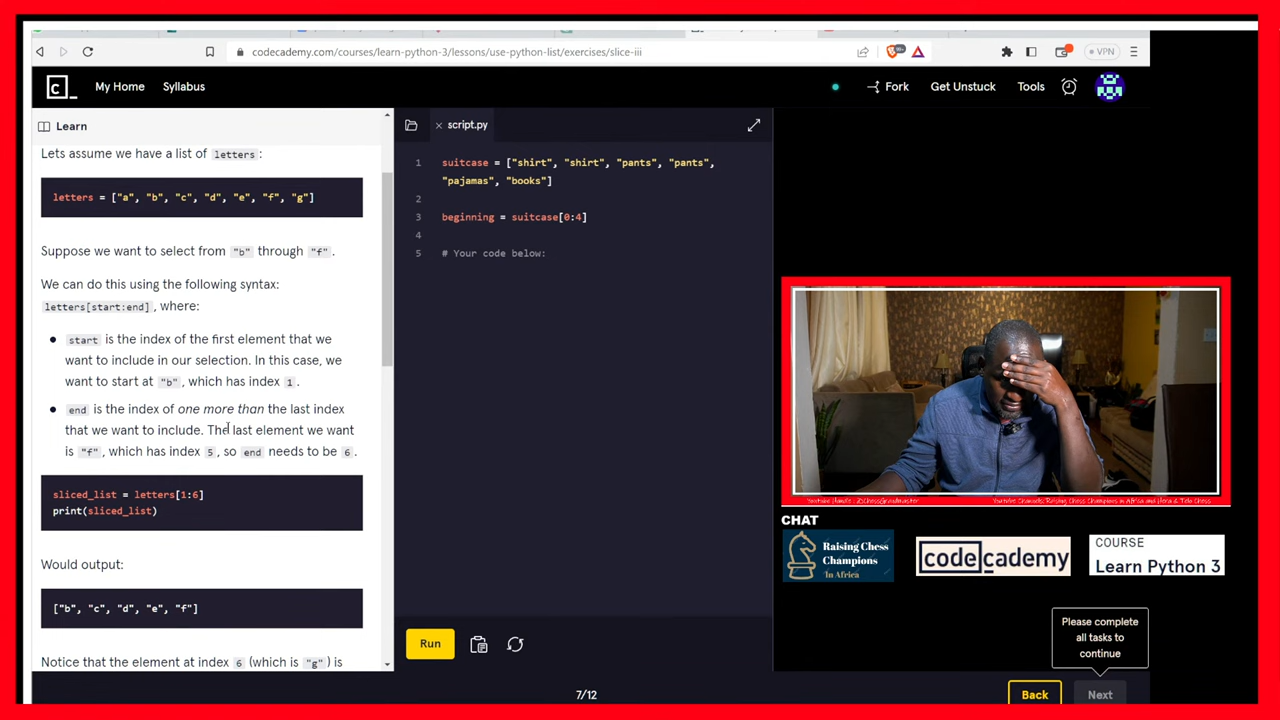 codecademy.com/courses/learn-python-3/lessons/use-python-list/exercises/slice-iii
99+
VPN
c
My Home
Syllabus
Fork
Get Unstuck
Tools
Learn
script.py
Lets assume we have a list of letters:
letters = ["a", "b", "c", "d", "e", "f", "g"]
Suppose we want to select from "b" through "f".
We can do this using the following syntax:
letters[start:end], where:
start is the index of the first element that we
want to include in our selection. In this case, we
want to start at "b", which has index 1.
end is the index of one more than the last index
that we want to include. The last element we want
is "f", which has index 5, so end needs to be 6.
sliced_list = letters[1:6]
print(sliced_list)
Would output:
["b", "c", "d", "e", "f"]
Notice that the element at index 6 (which is "g") is
1 suitcase = ["shirt", "shirt", "pants", "pants",
"pajamas", "books"]
2
3 beginning = suitcase[0:4]
4
5 # Your code below:
Run
7/12
Back
Next
Please complete
all tasks to
continue
CHAT
Raising Chess
Champions
In Africa
codecademy
COURSE
Learn Python 3